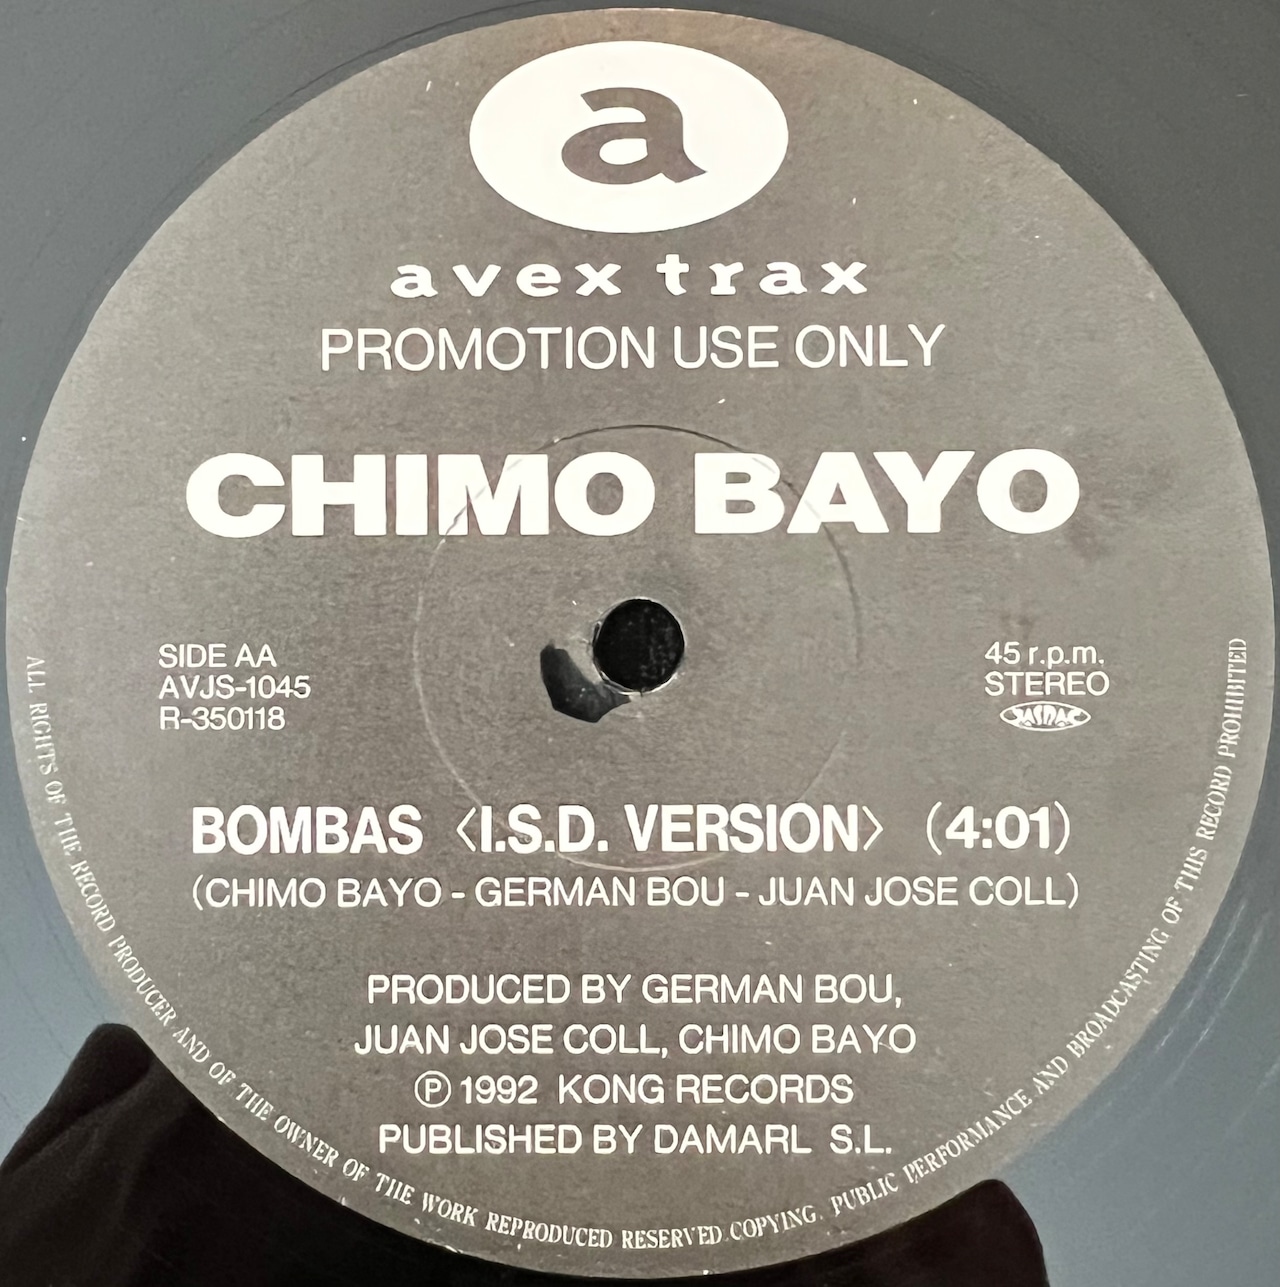 a
avex trax
PROMOTION USE ONLY
CHIMO BAYO
SIDE AA
AVJS-1045
R-350118
45 r.p.m.
STEREO
JASRAC
BOMBAS 〈I.S.D. VERSION〉 (4:01)
(CHIMO BAYO - GERMAN BOU - JUAN JOSE COLL)
PRODUCED BY GERMAN BOU,
JUAN JOSE COLL, CHIMO BAYO
Ⓟ 1992 KONG RECORDS
PUBLISHED BY DAMARL S.L.
ALL RIGHTS OF THE RECORD PRODUCER AND OF THE OWNER OF THE WORK REPRODUCED RESERVED. COPYING, PUBLIC PERFORMANCE AND BROADCASTING OF THIS RECORD PROHIBITED